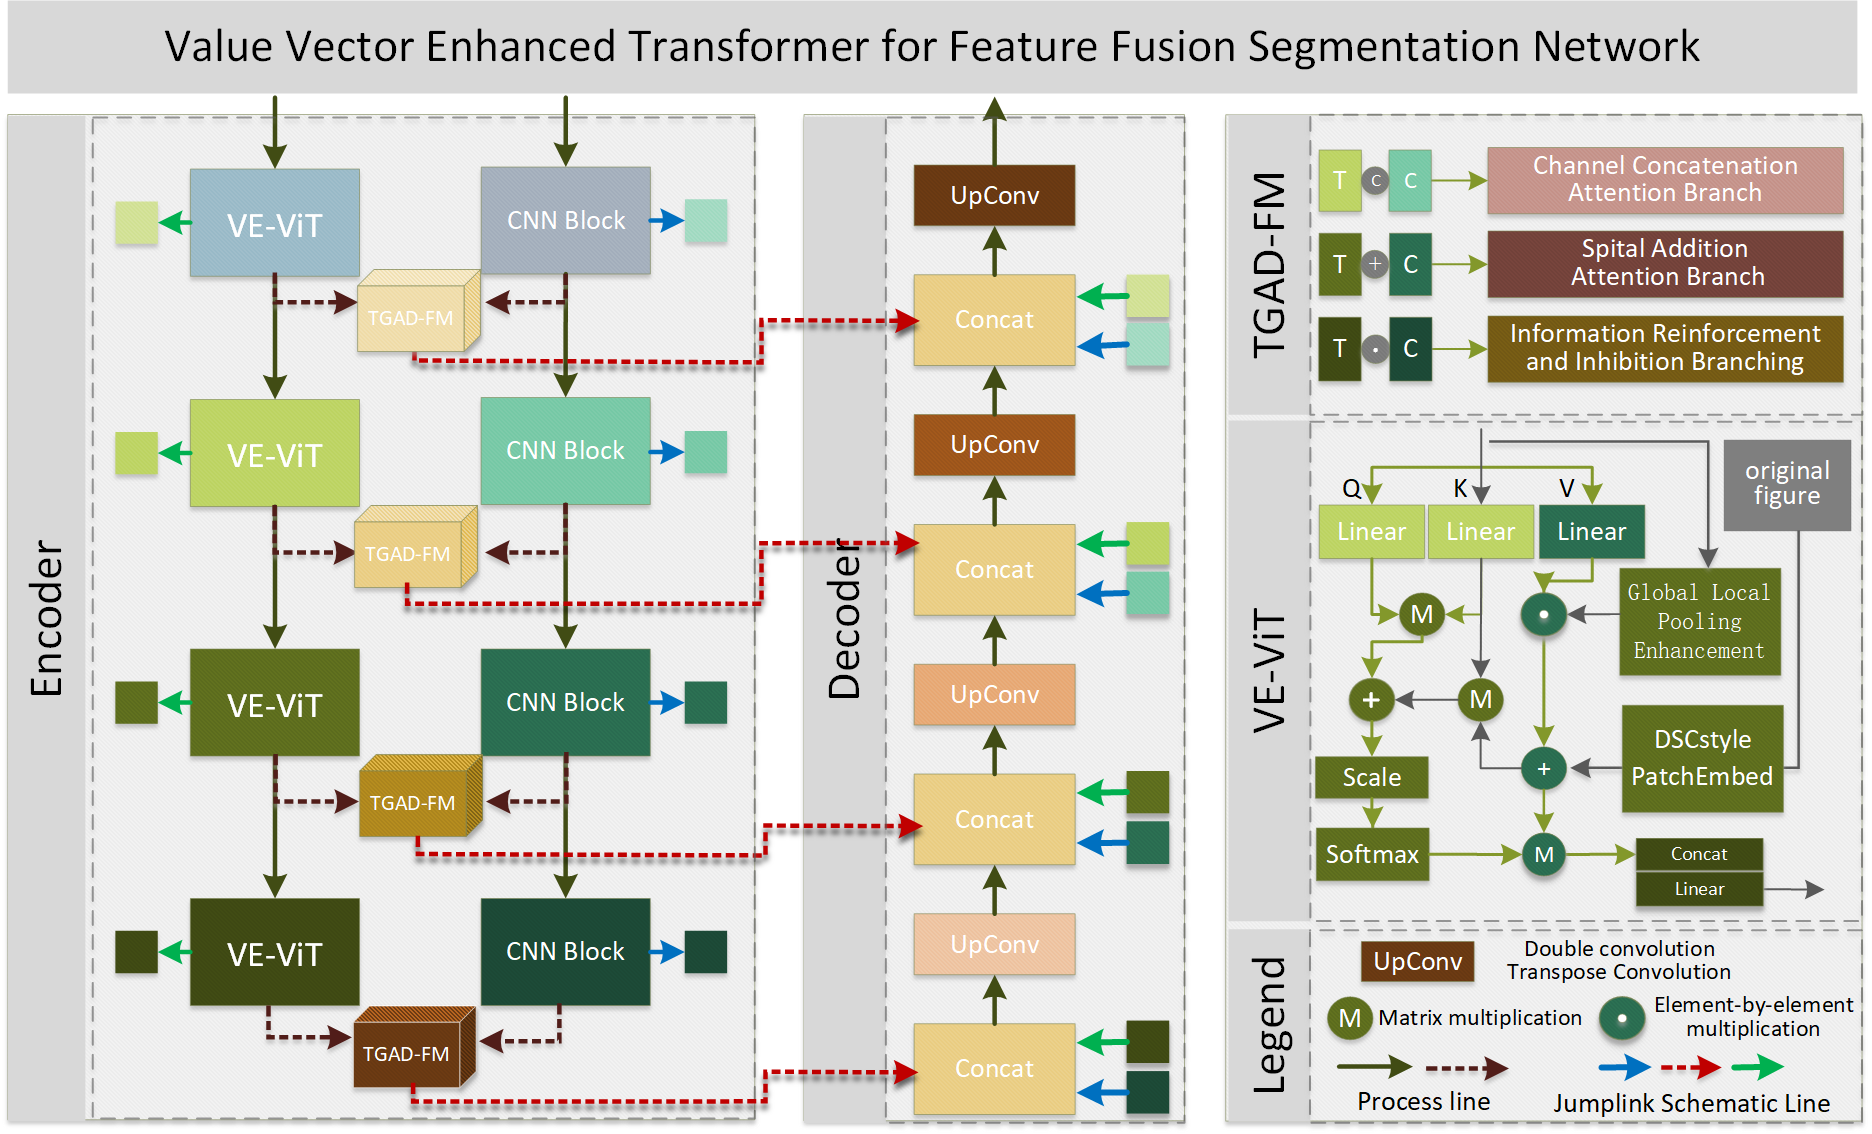 Value Vector Enhanced Transformer for Feature Fusion Segmentation Network
Encoder
VE-ViT
CNN Block
TGAD-FM
VE-ViT
CNN Block
TGAD-FM
VE-ViT
CNN Block
TGAD-FM
VE-ViT
CNN Block
TGAD-FM
Decoder
UpConv
Concat
UpConv
Concat
UpConv
Concat
UpConv
Concat
TGAD-FM
T C C
Channel Concatenation
Attention Branch
T + C
Spital Addition
Attention Branch
T · C
Information Reinforcement
and Inhibition Branching
VE-ViT
original
figure
Q K V
Linear Linear Linear
Global Local
Pooling
Enhancement
M
+ M
DSCstyle
PatchEmbed
+
Scale
Softmax
M
Concat
Linear
Legend
UpConv
Double convolution
Transpose Convolution
M Matrix multiplication
Element-by-element
multiplication
Process line
Jumplink Schematic Line